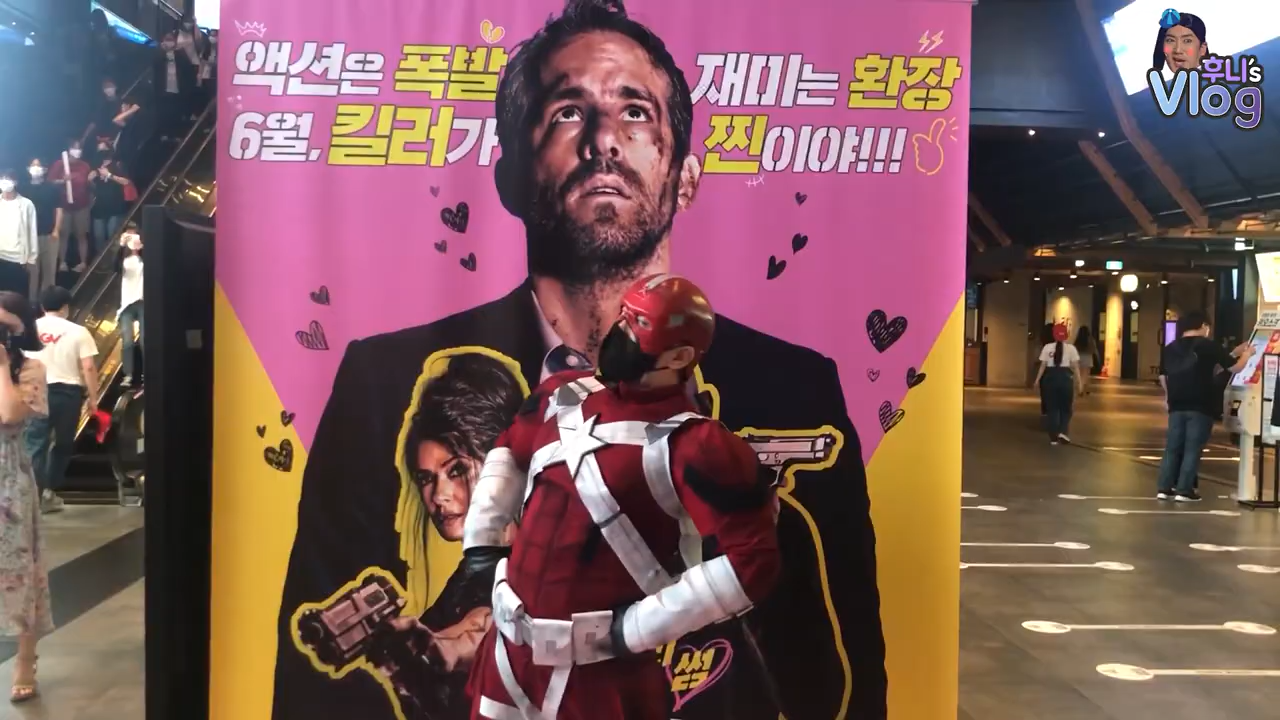 액션은 폭발
6월, 킬러가
재미는 환장
찐이야!!!
썸
후니's
Vlog